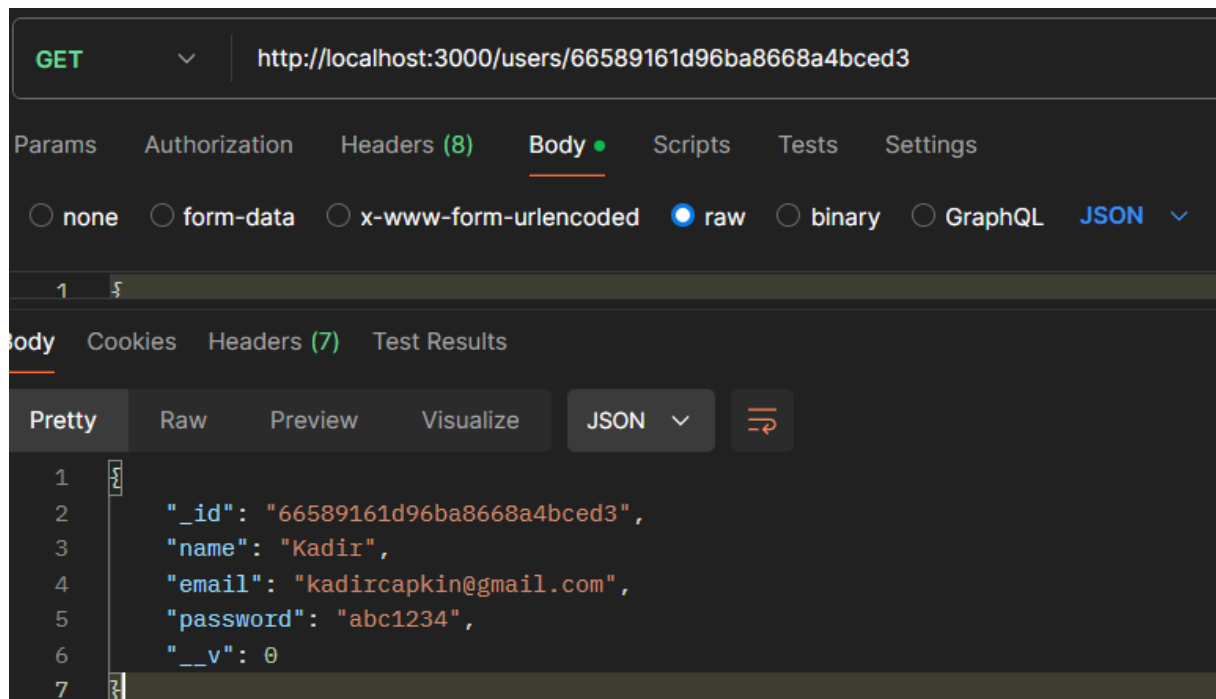 GET http://localhost:3000/users/66589161d96ba8668a4bced3
Params Authorization Headers (8) Body Scripts Tests Settings
none form-data x-www-form-urlencoded raw binary GraphQL JSON
1 {
Body Cookies Headers (7) Test Results
Pretty Raw Preview Visualize JSON
1 {
2 "_id": "66589161d96ba8668a4bced3",
3 "name": "Kadir",
4 "email": "kadircapkin@gmail.com",
5 "password": "abc1234",
6 "__v": 0
7 }